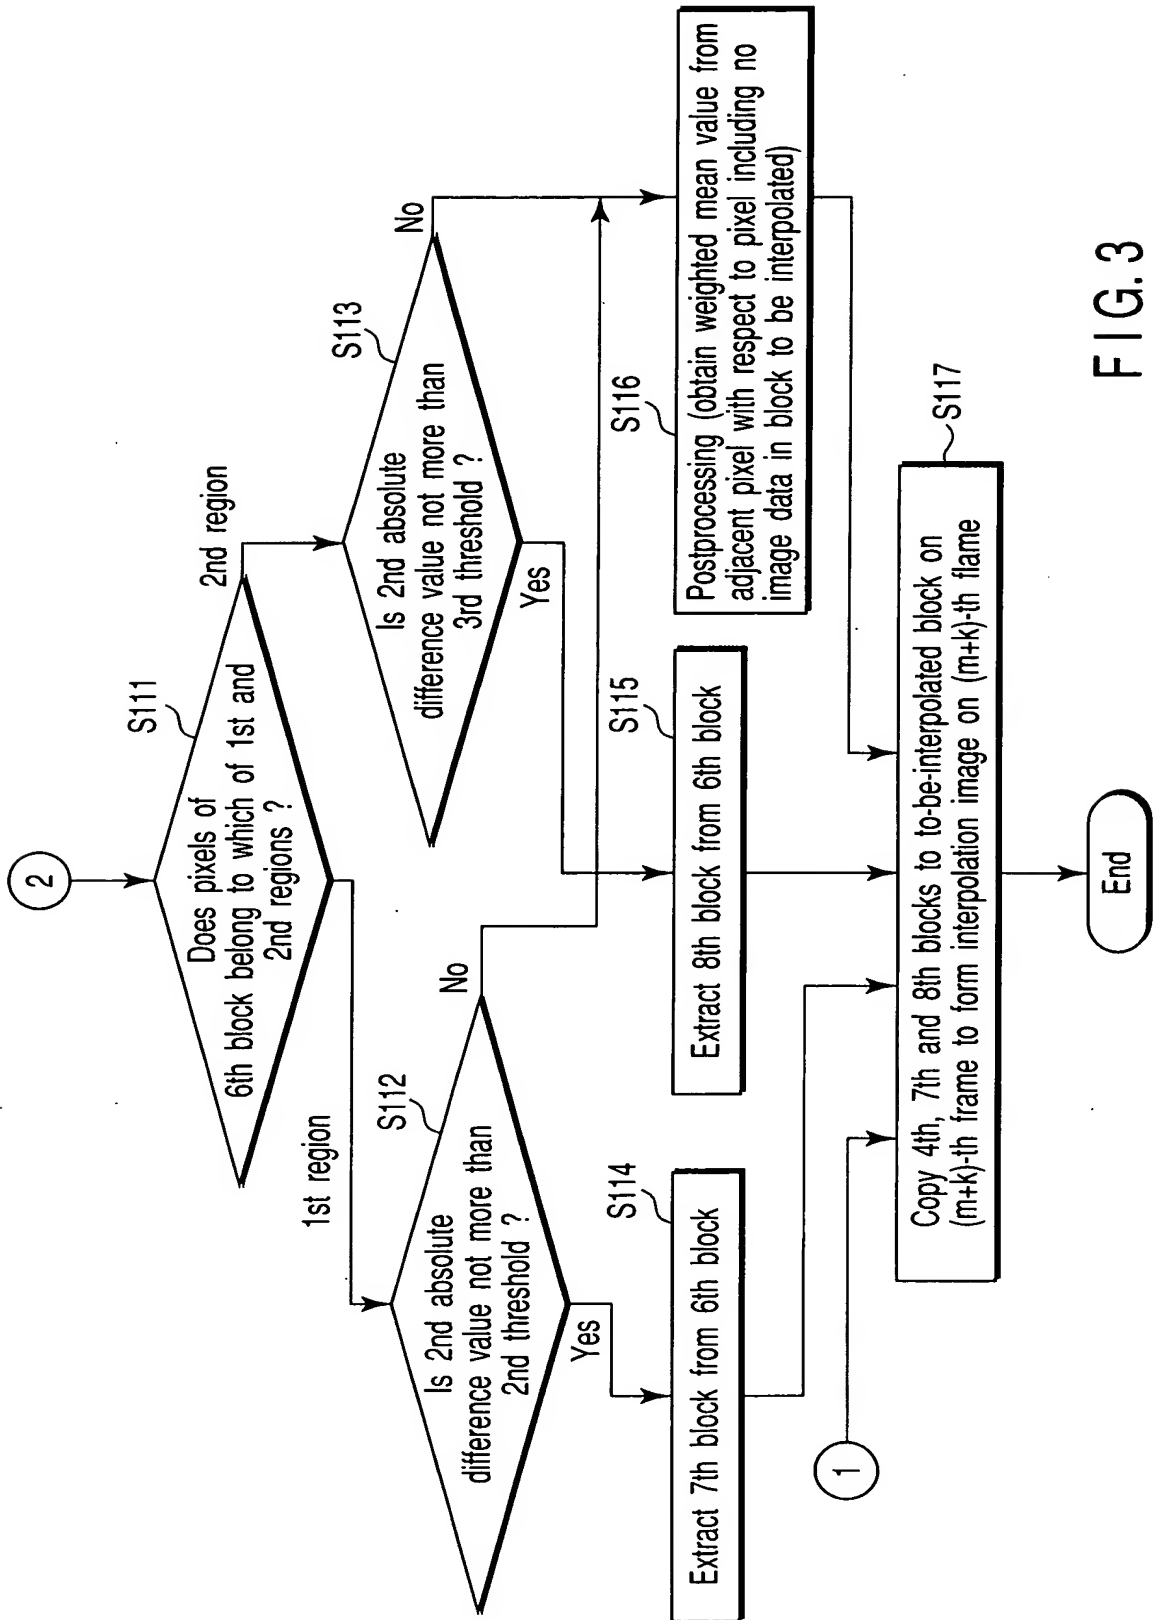 2
S111
Does pixels of
6th block belong to which of 1st and
2nd regions ?
1st region
2nd region
S112
Is 2nd absolute
difference value not more than
2nd threshold ?
No
Yes
S113
Is 2nd absolute
difference value not more than
3rd threshold ?
No
Yes
S114
Extract 7th block from 6th block
S115
Extract 8th block from 6th block
S116
Postprocessing (obtain weighted mean value from
adjacent pixel with respect to pixel including no
image data in block to be interpolated)
1
S117
Copy 4th, 7th and 8th blocks to to-be-interpolated block on
(m+k)-th frame to form interpolation image on (m+k)-th flame
End
FIG. 3